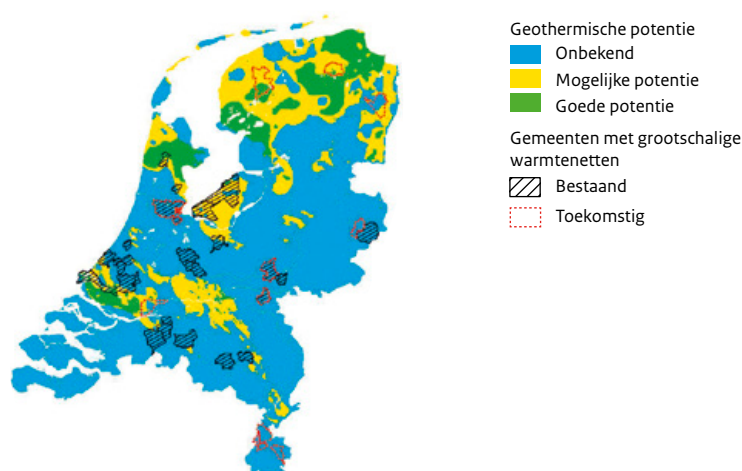 Geothermische potentie
Onbekend
Mogelijke potentie
Goede potentie
Gemeenten met grootschalige
warmtenetten
Bestaand
Toekomstig